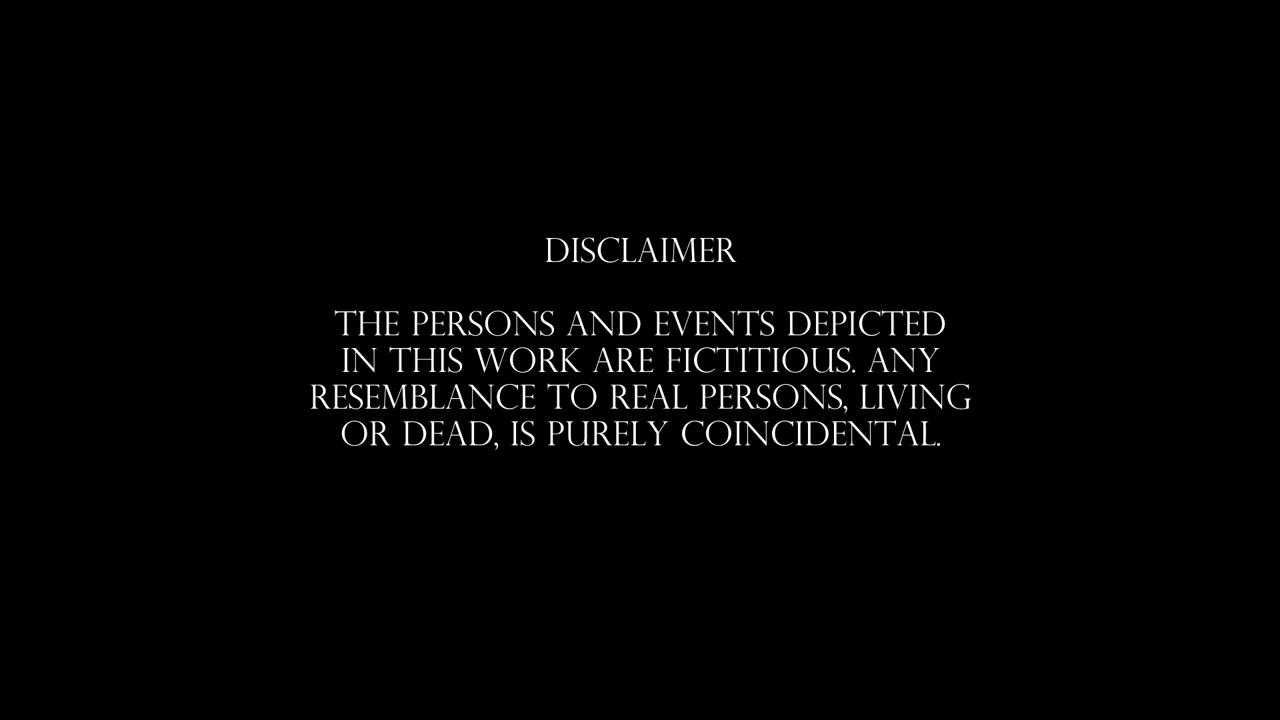 DISCLAIMER
THE PERSONS AND EVENTS DEPICTED
IN THIS WORK ARE FICTITIOUS. ANY
RESEMBLANCE TO REAL PERSONS, LIVING
OR DEAD, IS PURELY COINCIDENTAL.